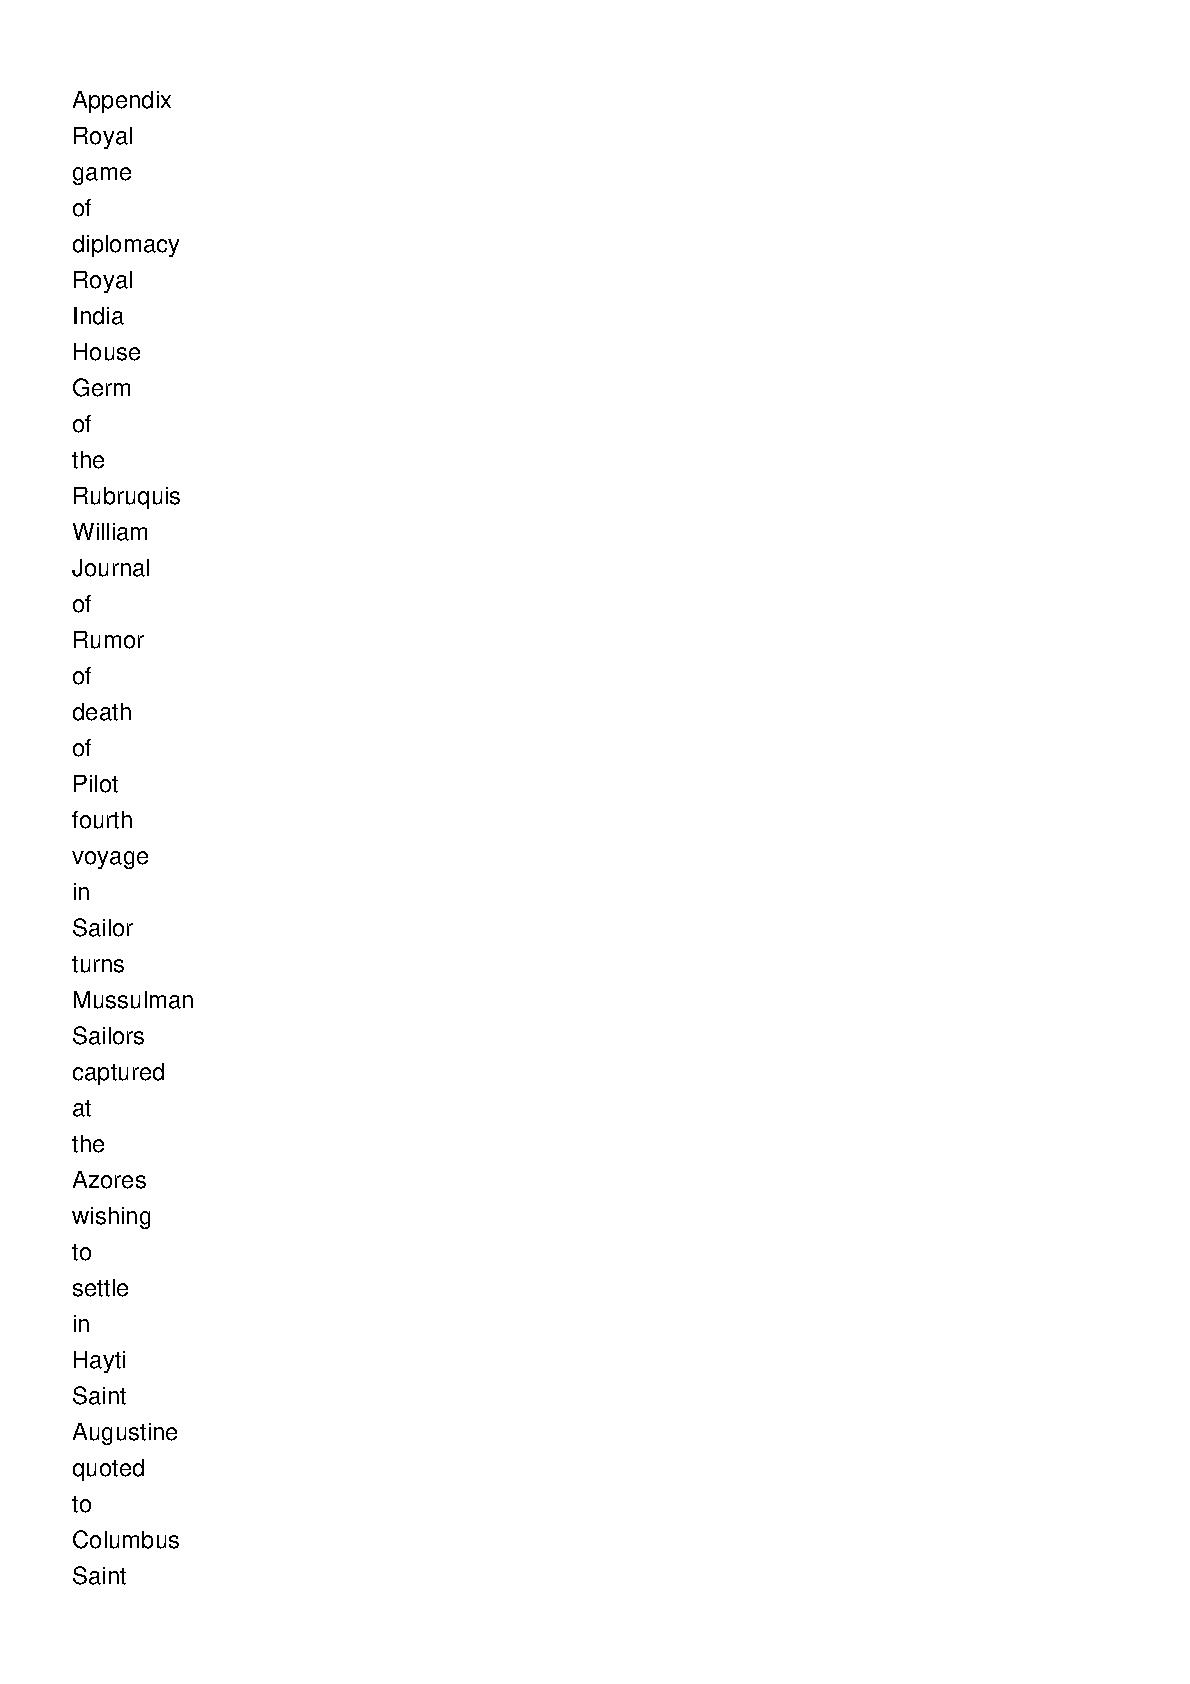 Appendix
Royal
game
of
diplomacy
Royal
India
House
Germ
of
the
Rubruquis
William
Journal
of
Rumor
of
death
of
Pilot
fourth
voyage
in
Sailor
turns
Mussulman
Sailors
captured
at
the
Azores
wishing
to
settle
in
Hayti
Saint
Augustine
quoted
to
Columbus
Saint